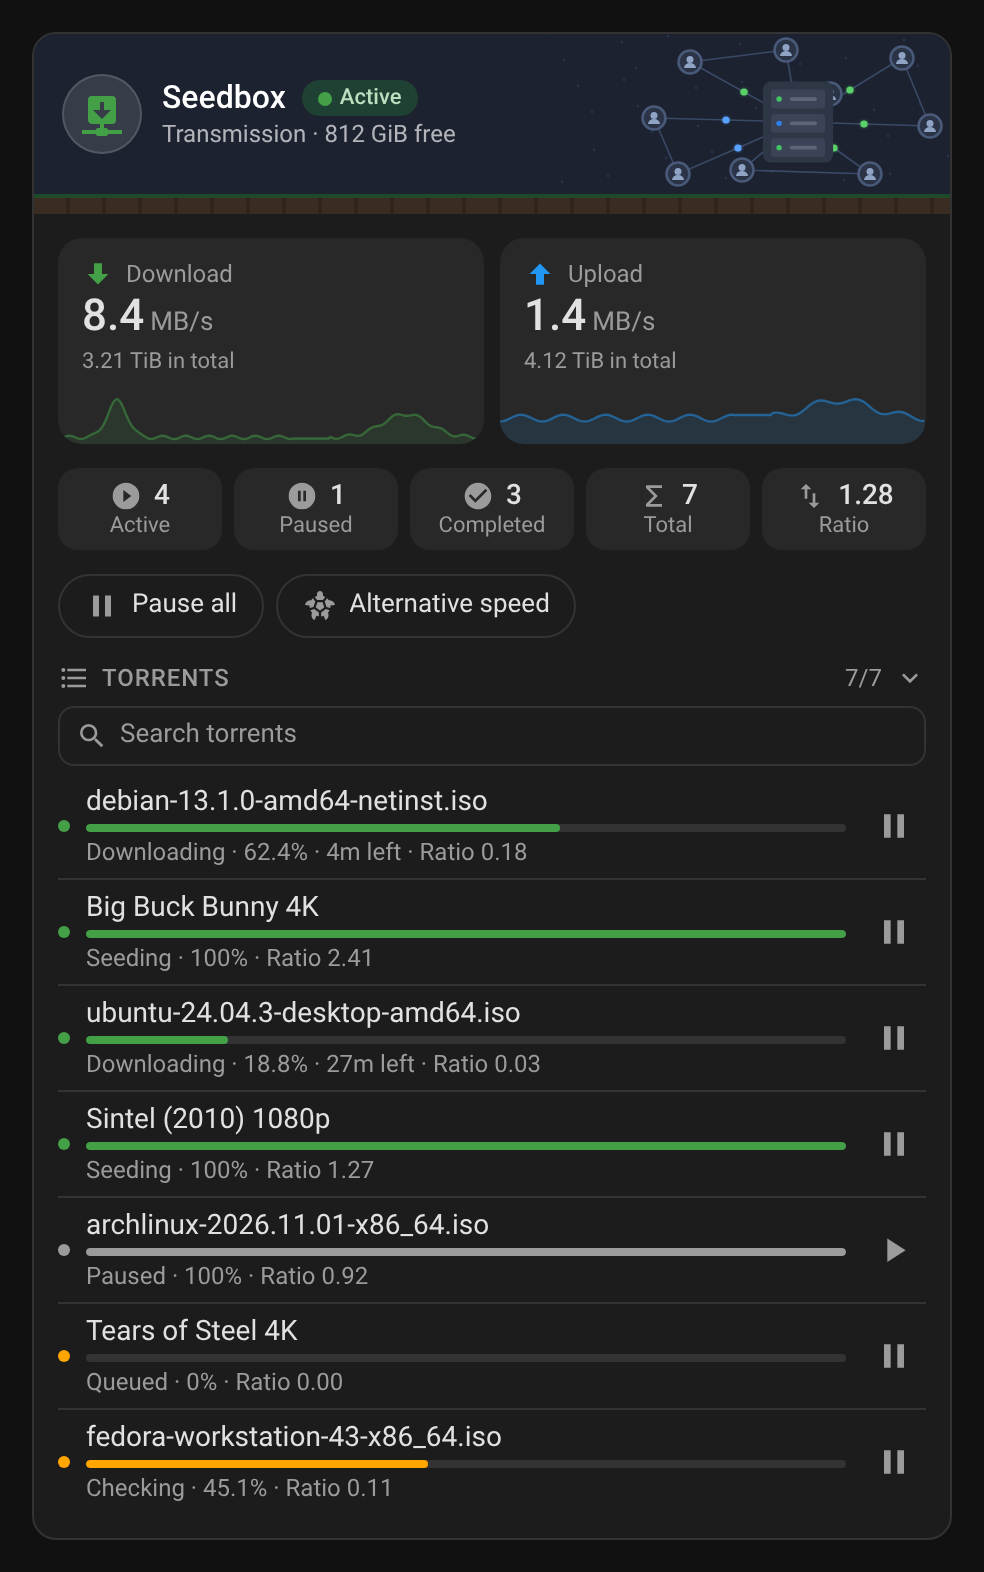 Seedbox
Active
Transmission · 812 GiB free
Download
8.4 MB/s
3.21 TiB in total
Upload
1.4 MB/s
4.12 TiB in total
4
Active
1
Paused
3
Completed
7
Total
1.28
Ratio
Pause all
Alternative speed
TORRENTS
7/7
Search torrents
debian-13.1.0-amd64-netinst.iso
Downloading · 62.4% · 4m left · Ratio 0.18
Big Buck Bunny 4K
Seeding · 100% · Ratio 2.41
ubuntu-24.04.3-desktop-amd64.iso
Downloading · 18.8% · 27m left · Ratio 0.03
Sintel (2010) 1080p
Seeding · 100% · Ratio 1.27
archlinux-2026.11.01-x86_64.iso
Paused · 100% · Ratio 0.92
Tears of Steel 4K
Queued · 0% · Ratio 0.00
fedora-workstation-43-x86_64.iso
Checking · 45.1% · Ratio 0.11